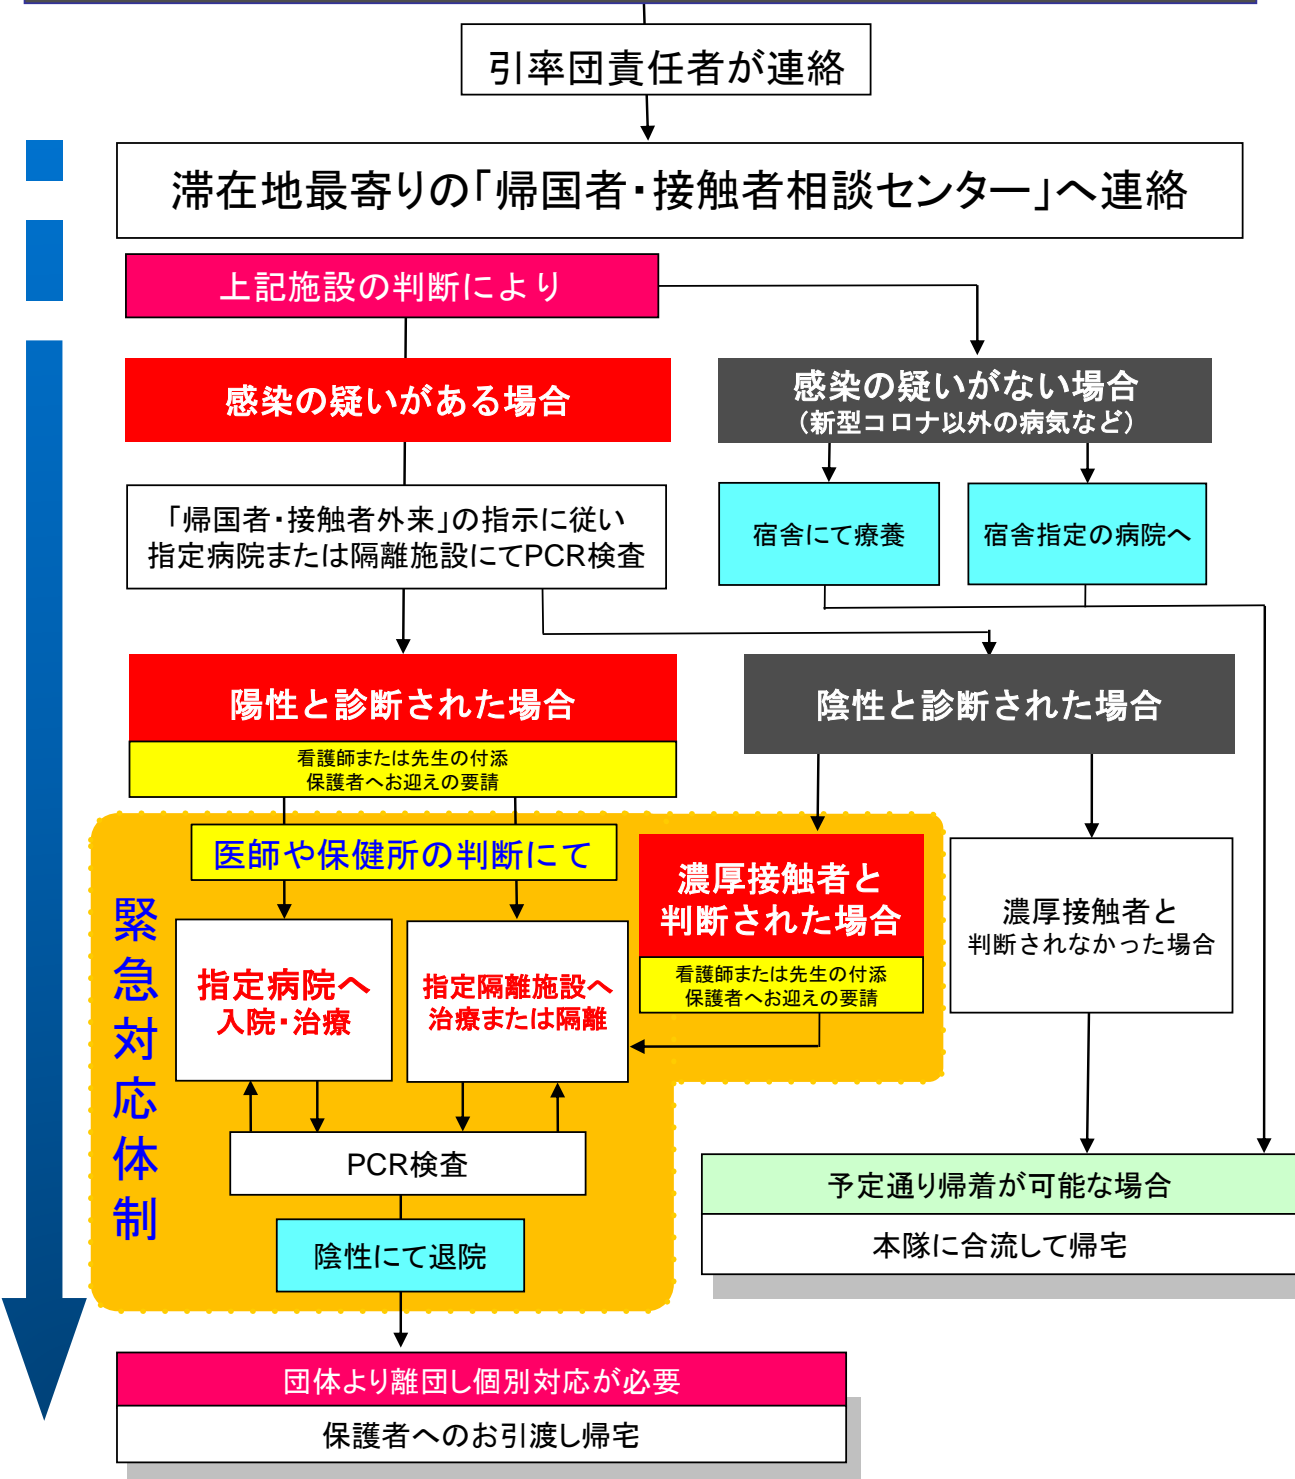 引率団責任者が連絡
滞在地最寄りの「帰国者・接触者相談センター」へ連絡
上記施設の判断により
感染の疑いがある場合
感染の疑いがない場合
（新型コロナ以外の病気など）
「帰国者・接触者外来」の指示に従い
指定病院または隔離施設にてPCR検査
宿舎にて療養
宿舎指定の病院へ
陽性と診断された場合
看護師または先生の付添
保護者へお迎えの要請
陰性と診断された場合
緊急対応体制
医師や保健所の判断にて
濃厚接触者と
判断された場合
看護師または先生の付添
保護者へお迎えの要請
濃厚接触者と
判断されなかった場合
指定病院へ
入院・治療
指定隔離施設へ
治療または隔離
PCR検査
陰性にて退院
予定通り帰着が可能な場合
本隊に合流して帰宅
団体より離団し個別対応が必要
保護者へのお引渡し帰宅